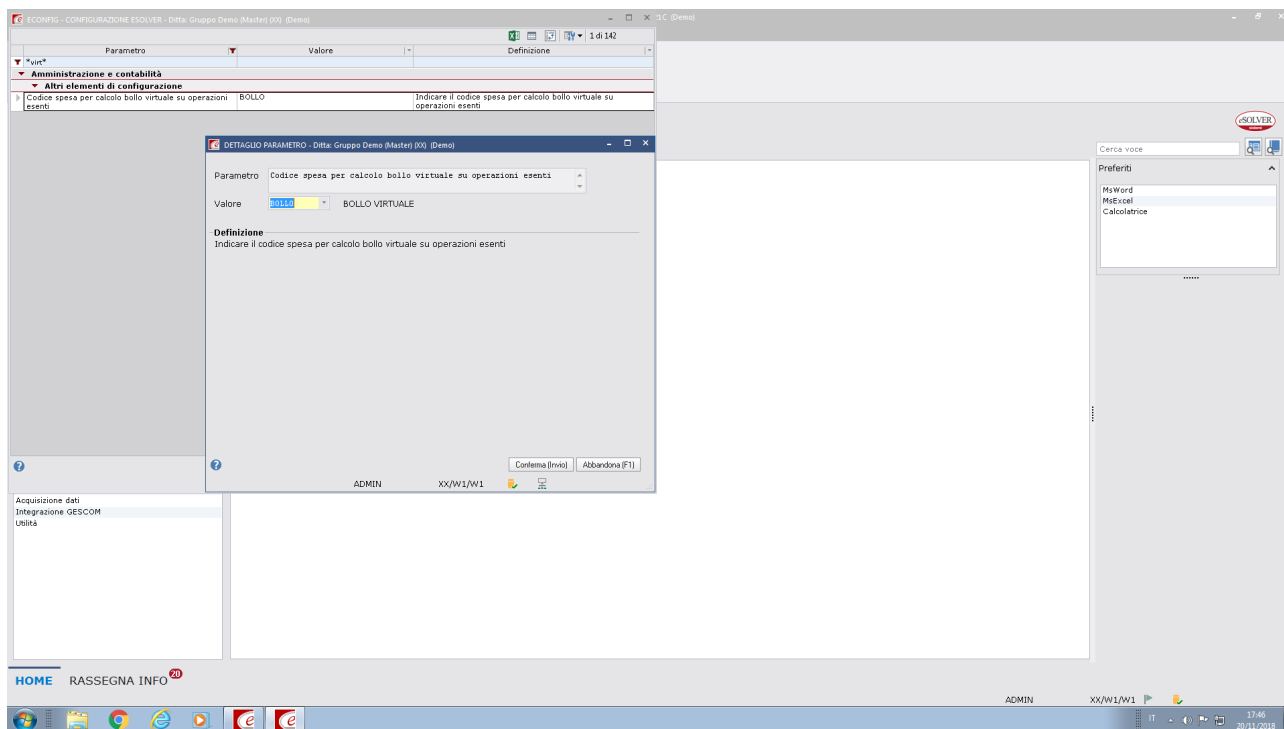 ECONFIG - CONFIGURAZIONE ESOLVER - Ditta: Gruppo Demo (Master) (XX) (Demo)
21C (Demo)
1 di 142
Parametro Valore Definizione
*virt*
Amministrazione e contabilità
Altri elementi di configurazione
Codice spesa per calcolo bollo virtuale su operazioni esenti
BOLLO
Indicare il codice spesa per calcolo bollo virtuale su operazioni esenti
eSOLVER
sistemi
DETTAGLIO PARAMETRO - Ditta: Gruppo Demo (Master) (XX) (Demo)
Parametro Codice spesa per calcolo bollo virtuale su operazioni esenti
Valore BOLLO BOLLO VIRTUALE
Definizione
Indicare il codice spesa per calcolo bollo virtuale su operazioni esenti
Conferma (Invio) Abbandona (F1)
ADMIN XX/W1/W1
Cerca voce
Preferiti
MsWord
MsExcel
Calcolatrice
Acquisizione dati
Integrazione GESCOM
Utilità
HOME RASSEGNA INFO 20
ADMIN XX/W1/W1
IT 17:46
20/11/2018